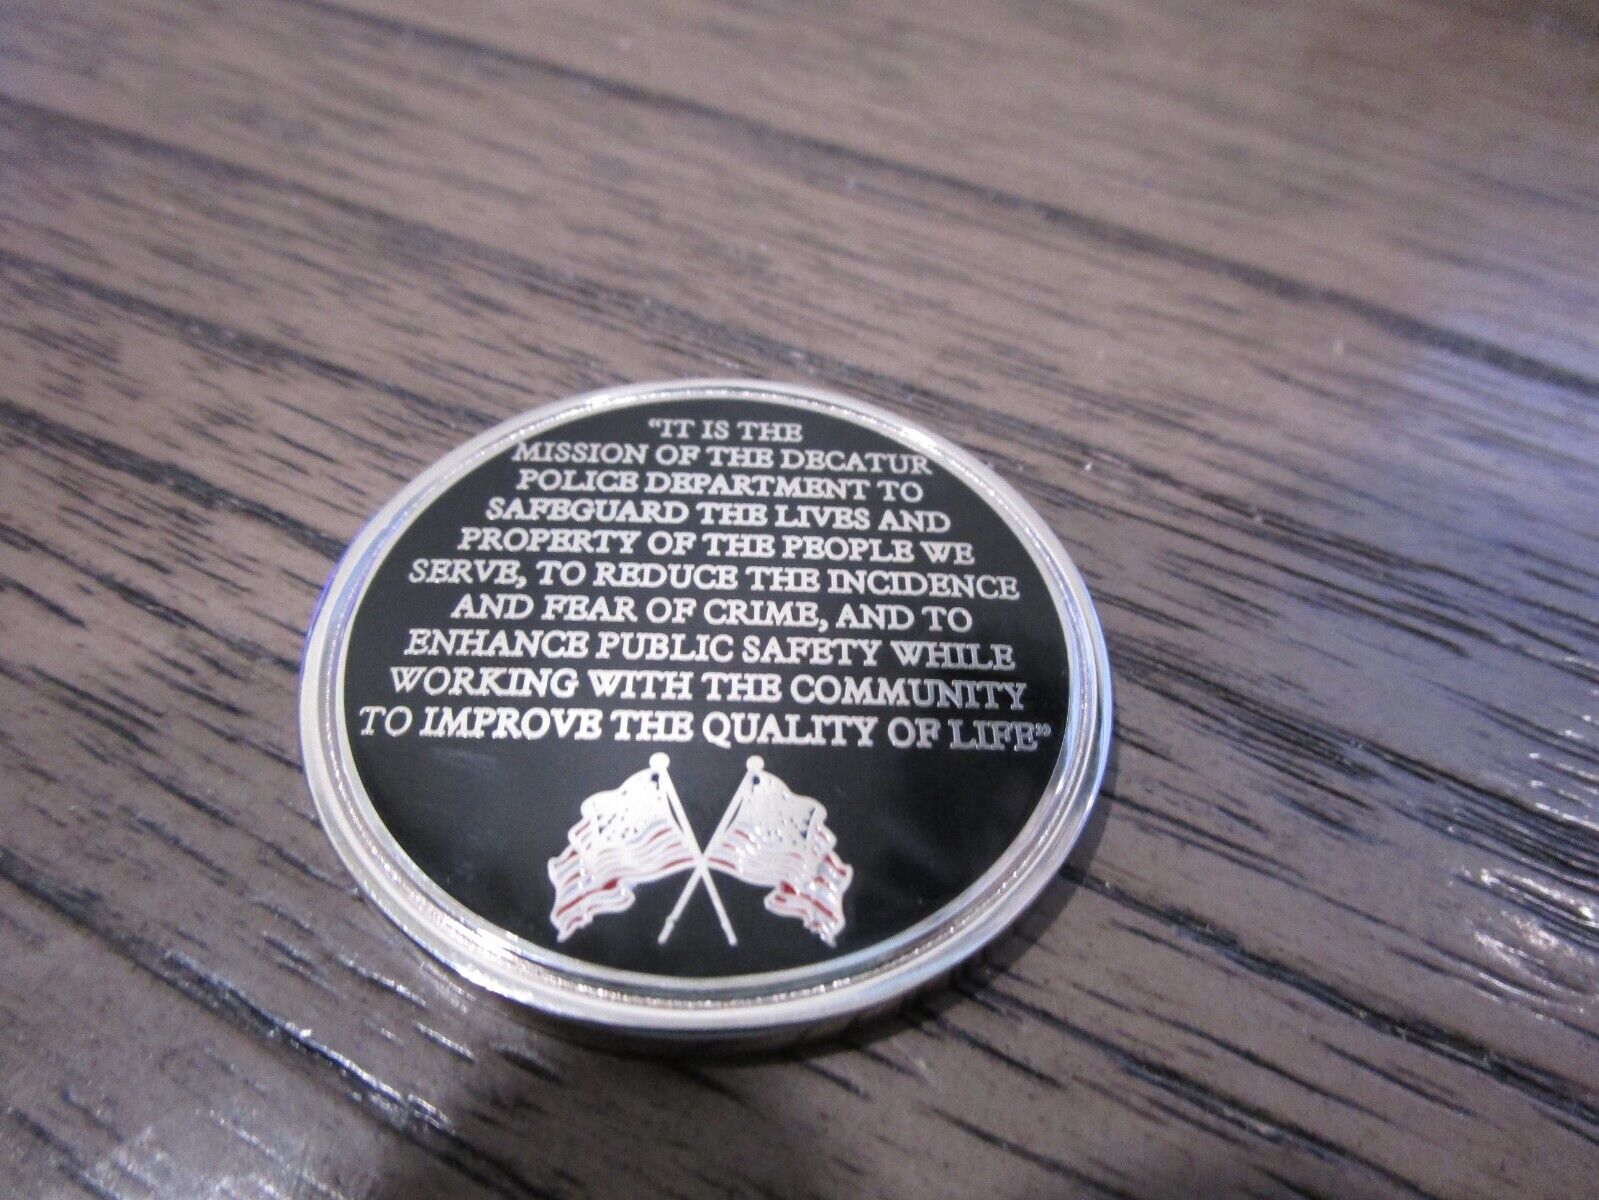 “IT IS THE
MISSION OF THE DECATUR
POLICE DEPARTMENT TO
SAFEGUARD THE LIVES AND
PROPERTY OF THE PEOPLE WE
SERVE, TO REDUCE THE INCIDENCE
AND FEAR OF CRIME, AND TO
ENHANCE PUBLIC SAFETY WHILE
WORKING WITH THE COMMUNITY
TO IMPROVE THE QUALITY OF LIFE”